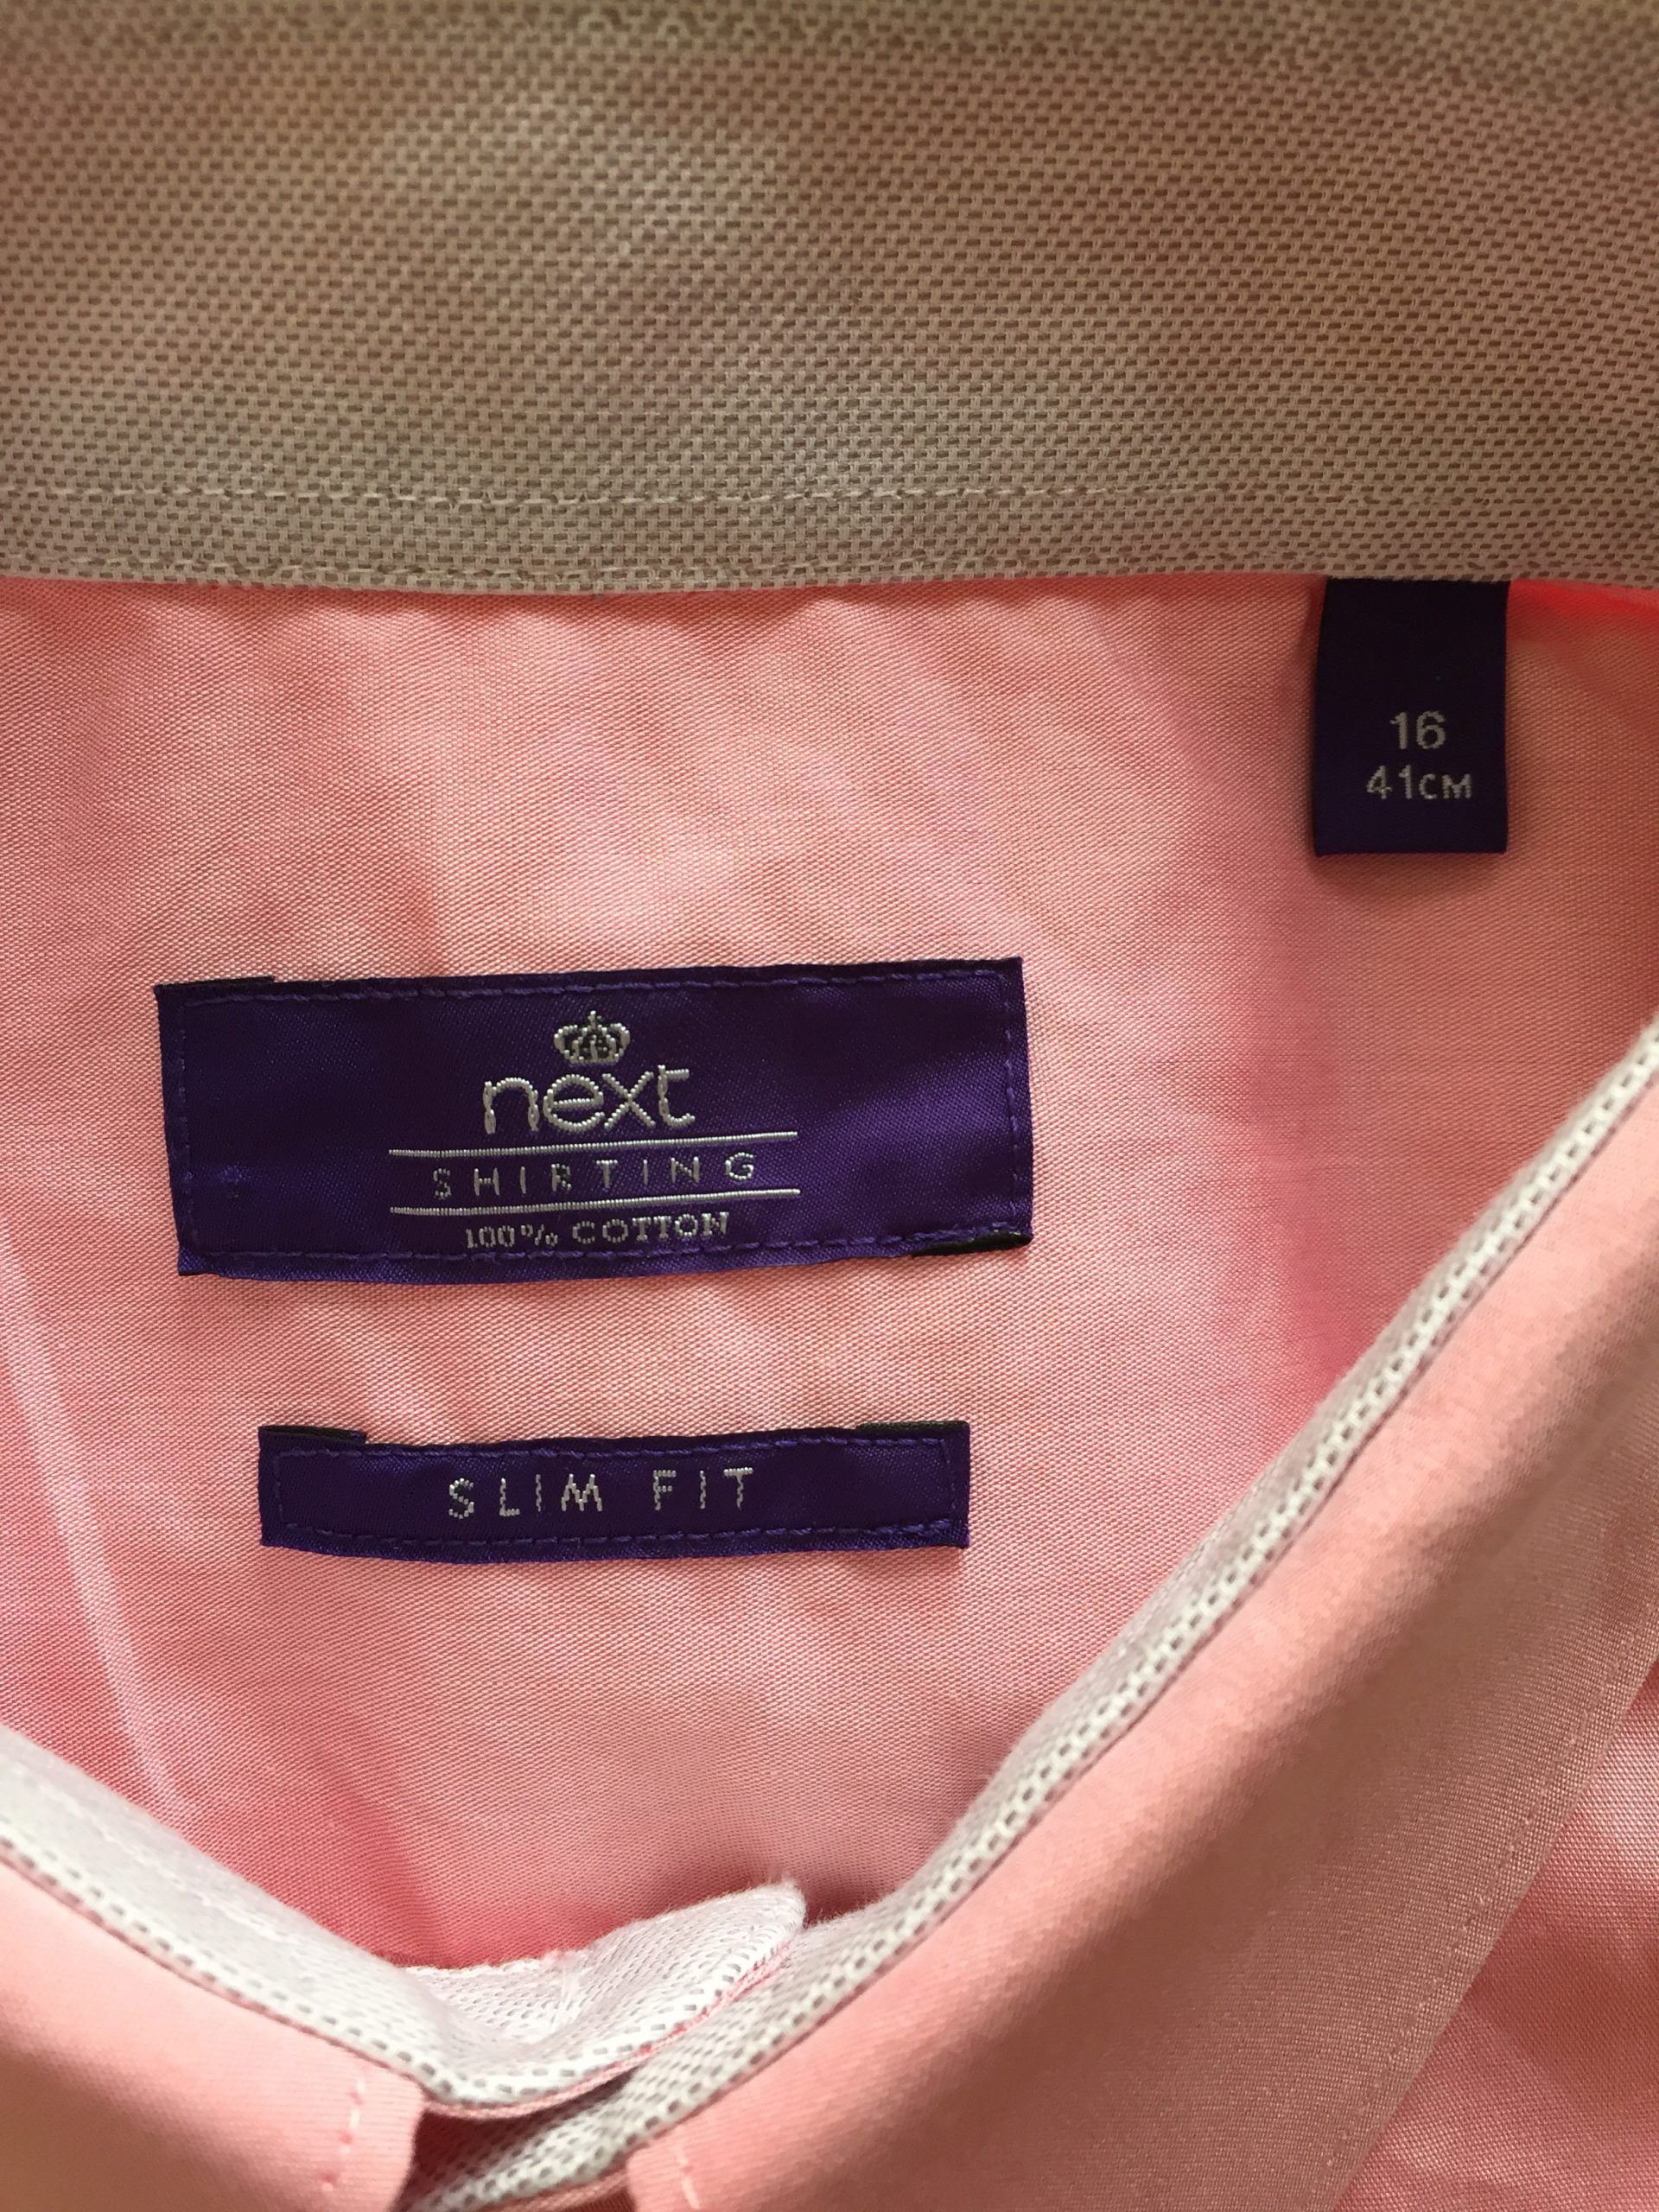 16
41CM
next
SHIRTING
100% COTTON
SLIM FIT